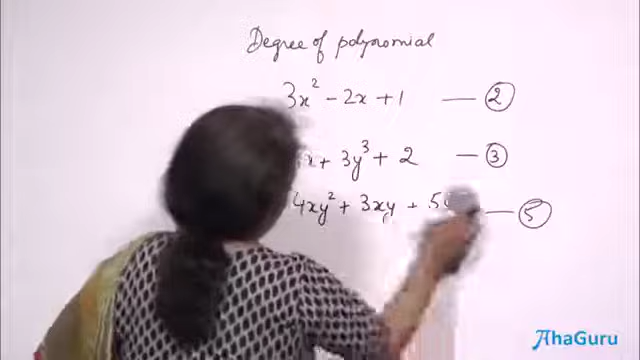 Degree of polynomial
3x² - 2x + 1 — ②
x + 3y³ + 2 — ③
4xy² + 3xy + 5 — ⑤
AhaGuru